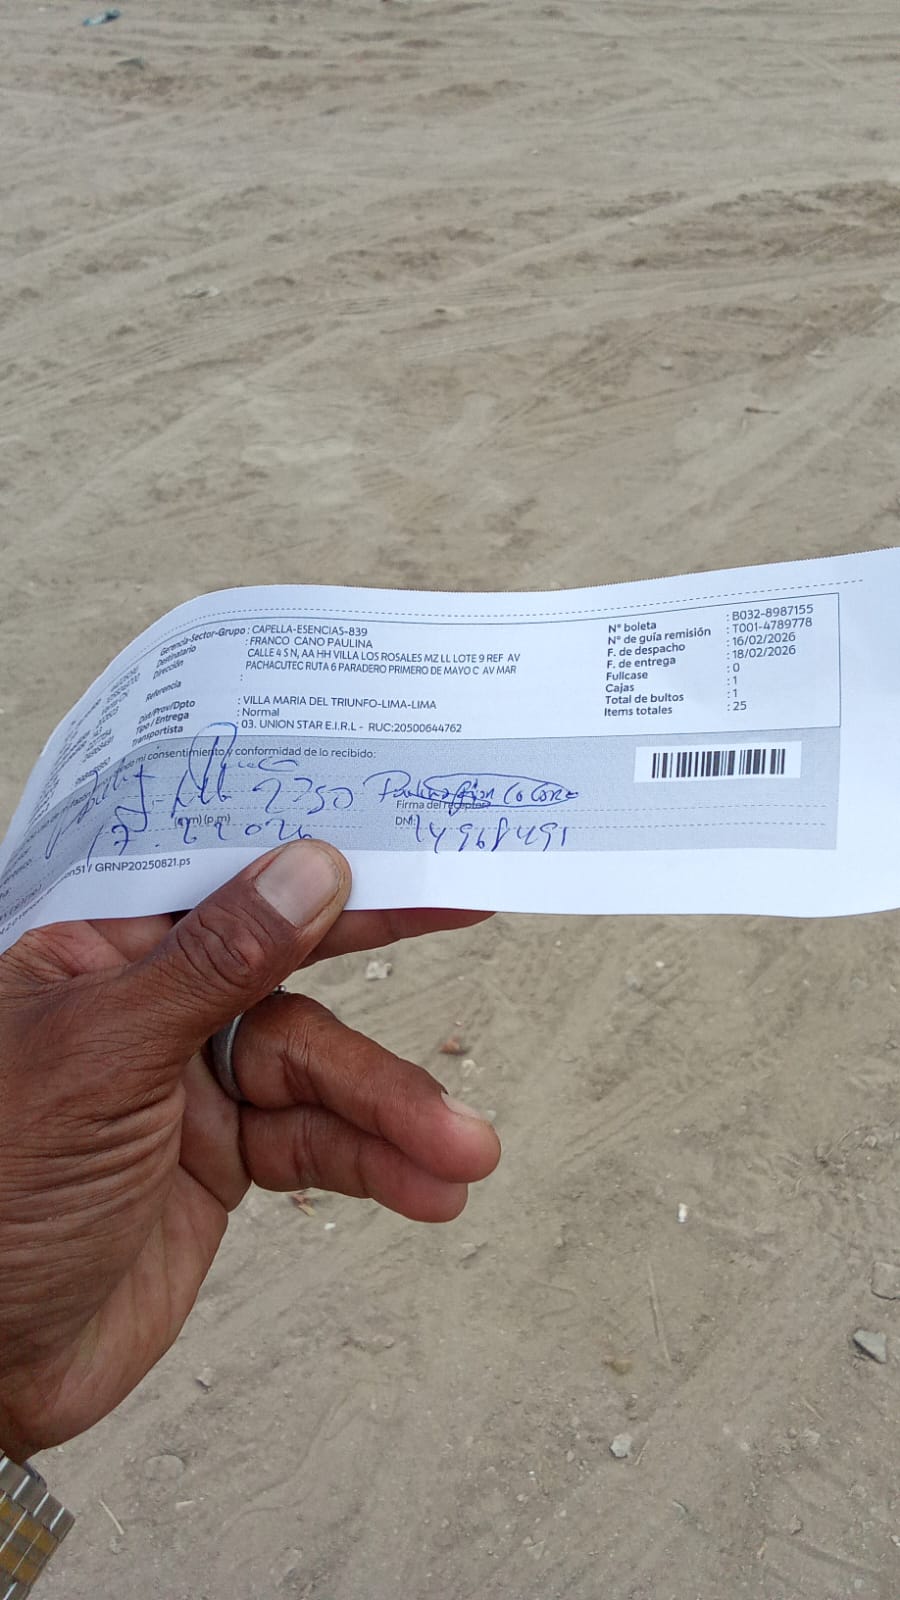 Gerencia-Sector-Grupo : CAPELLA-ESENCIAS-839
Destinatario : FRANCO CANO PAULINA
Dirección CALLE 4 S N, AA HH VILLA LOS ROSALES MZ LL LOTE 9 REF AV
PACHACUTEC RUTA 6 PARADERO PRIMERO DE MAYO C AV MAR
Referencia :
Dist/Prov/Dpto : VILLA MARIA DEL TRIUNFO-LIMA-LIMA
Tipo / Entrega : Normal
Transportista : 03. UNION STAR E.I.R.L - RUC:20500644762
N° boleta : B032-8987155
N° de guía remisión : T001-4789778
F. de despacho : 16/02/2026
F. de entrega : 18/02/2026
Fullcase : 0
Cajas : 1
Total de bultos : 1
Items totales : 25
mi consentimiento y conformidad de lo recibido:
Firma del receptor
(a.m) (p.m)
17. 2 2026
DNI: 24968491
/ GRNP20250821.ps